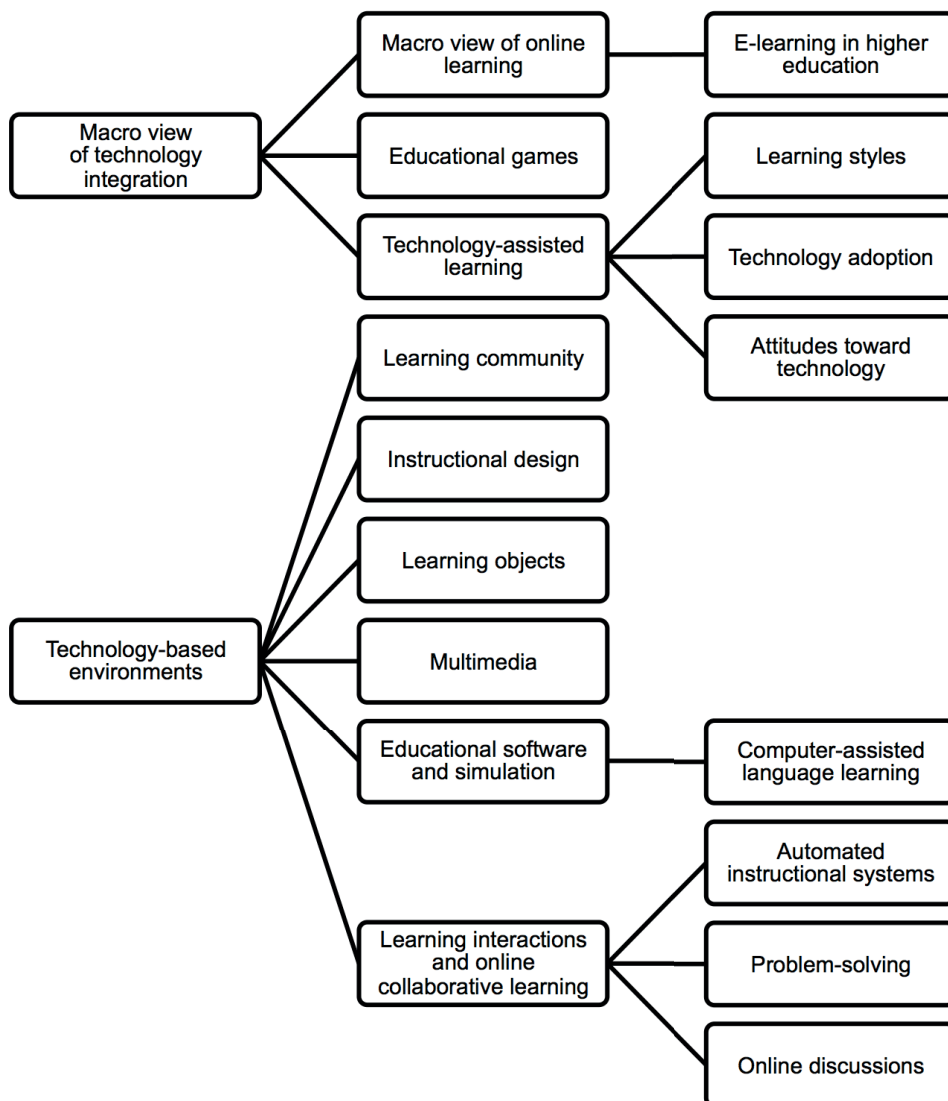 Macro view of online
learning
E-learning in higher
education
Macro view
of technology
integration
Educational games
Learning styles
Technology-assisted
learning
Technology adoption
Learning community
Attitudes toward
technology
Instructional design
Learning objects
Technology-based
environments
Multimedia
Educational software
and simulation
Computer-assisted
language learning
Automated
instructional systems
Learning interactions
and online
collaborative learning
Problem-solving
Online discussions